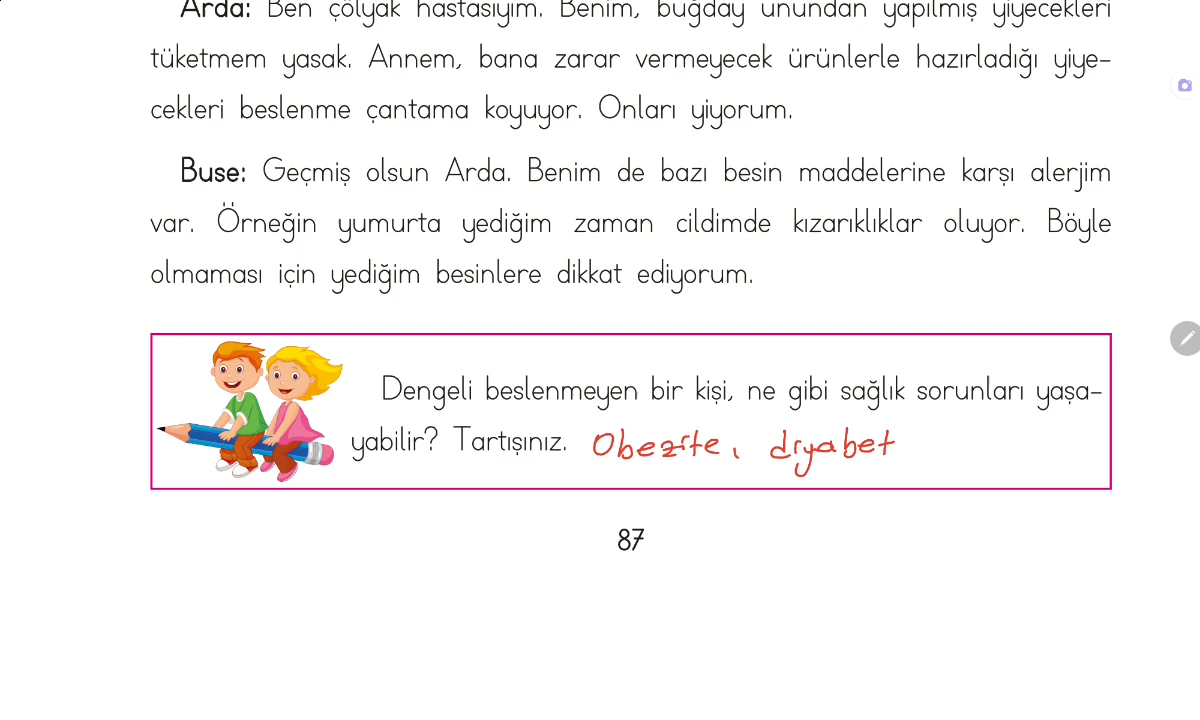 Arda: Ben çölyak hastasıyım. Benim, buğday unundan yapılmış yiyecekleri
tüketmem yasak. Annem, bana zarar vermeyecek ürünlerle hazırladığı yiye-
cekleri beslenme çantama koyuyor. Onları yiyorum.
Buse: Geçmiş olsun Arda. Benim de bazı besin maddelerine karşı alerjim
var. Örneğin yumurta yediğim zaman cildimde kızarıklıklar oluyor. Böyle
olmaması için yediğim besinlere dikkat ediyorum.
Dengeli beslenmeyen bir kişi, ne gibi sağlık sorunları yaşa-
yabilir? Tartışınız. Obezite, diyabet
87